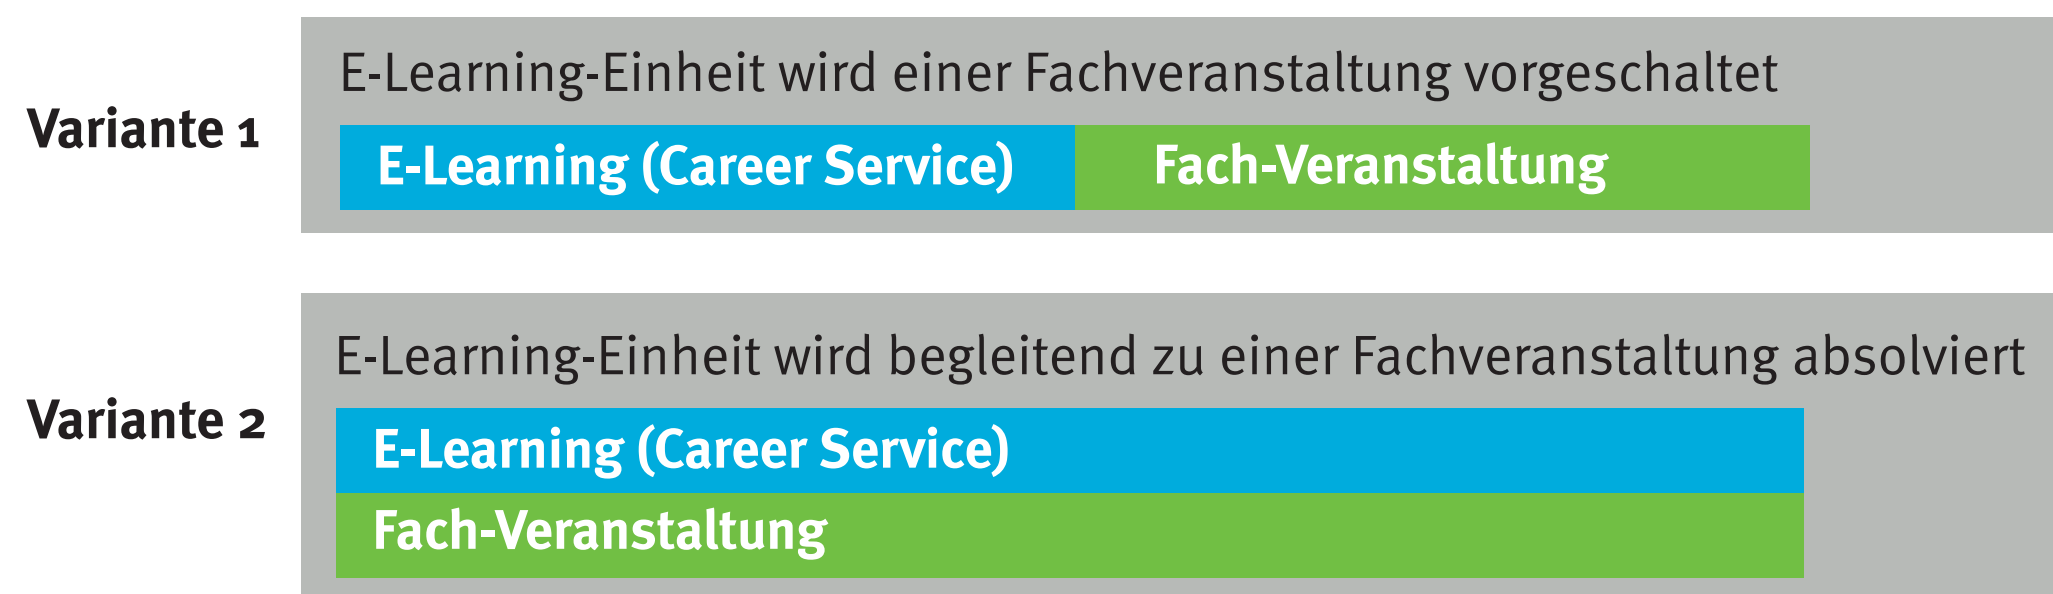 Variante 1
E-Learning-Einheit wird einer Fachveranstaltung vorgeschaltet
E-Learning (Career Service)
Fach-Veranstaltung
Variante 2
E-Learning-Einheit wird begleitend zu einer Fachveranstaltung absolviert
E-Learning (Career Service)
Fach-Veranstaltung